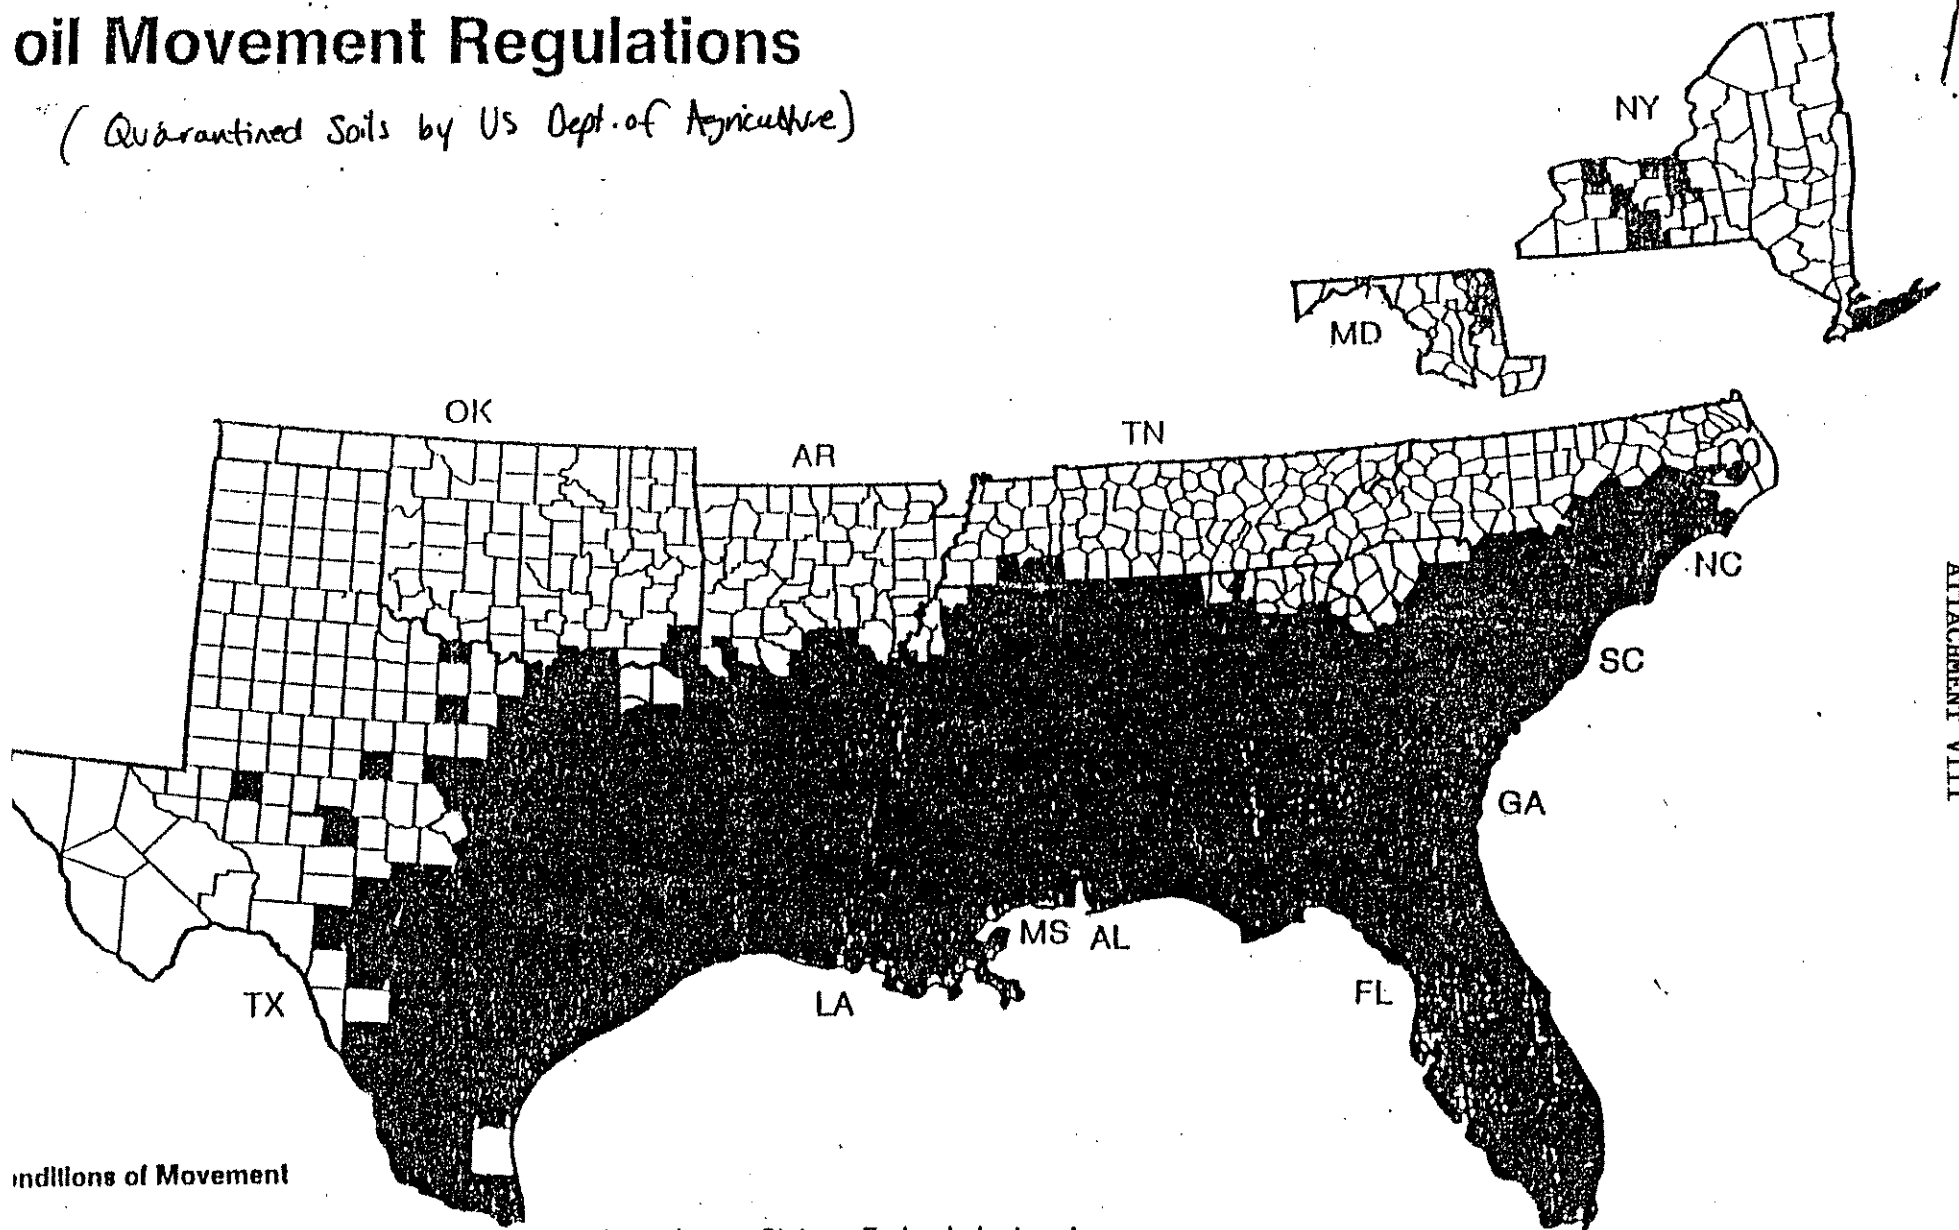 oil Movement Regulations
( Quarantined Soils by US Dept. of Agriculture)
NY
MD
OK
AR
TN
NC
SC
GA
MS AL
FL
LA
TX
onditions of Movement
ATTACHMENT VIII